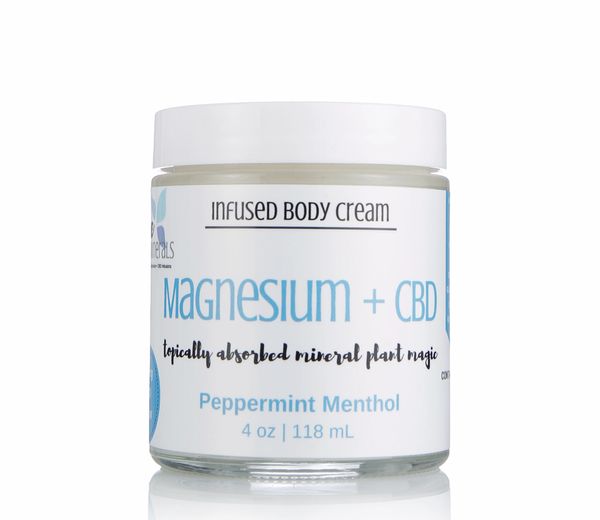 INFUSED BODY CREAM
MAGNESIUM + CBD
topically absorbed mineral plant magic
Peppermint Menthol
4 oz | 118 mL